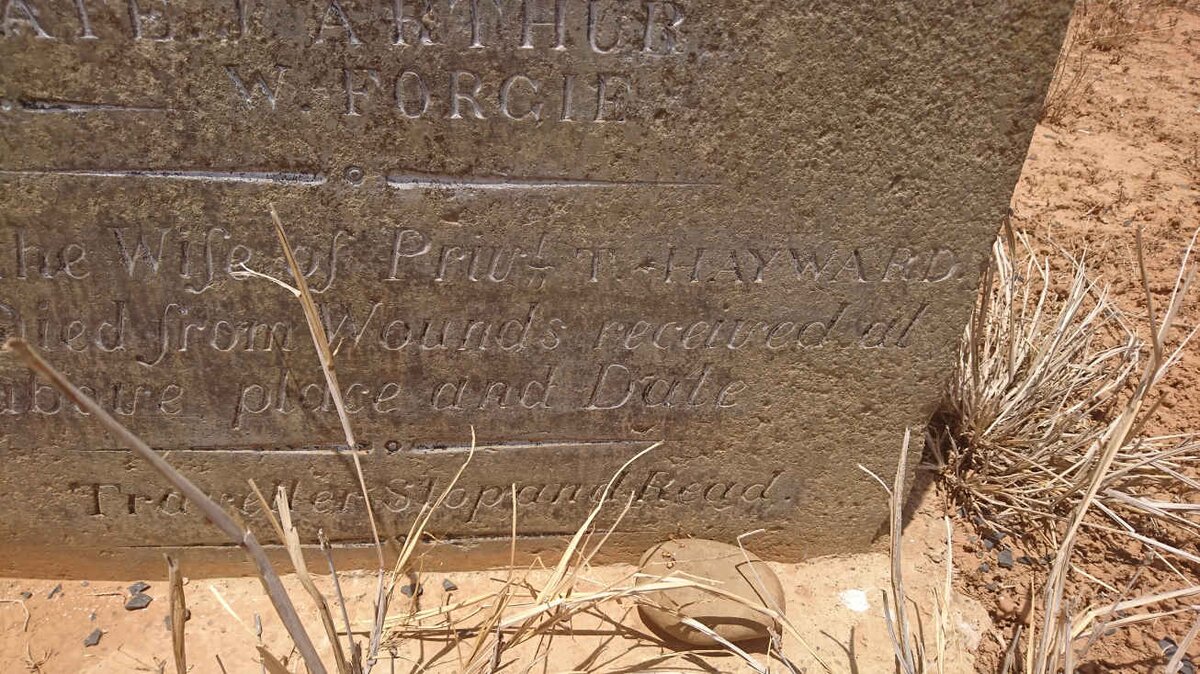 J ARTHUR
W FORGIE
he Wife of Privt T. HAYWARD
Died from Wounds received at
above place and Date
Traveller Stop and Read.